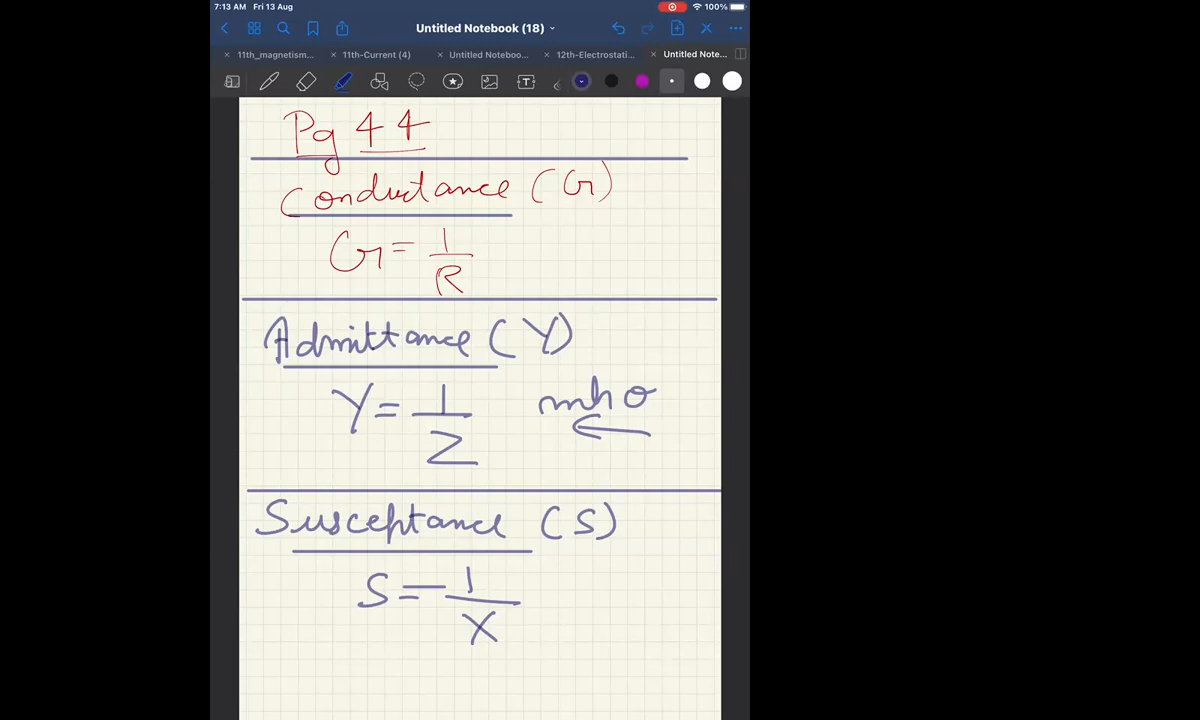 7:13 AM Fri 13 Aug 100%
Untitled Notebook (18)
11th_magnetism... 11th-Current (4) Untitled Noteboo... 12th-Electrostati... Untitled Note...
Pg 44
Conductance (G)
G = 1/R
Admittance (Y)
Y = 1/Z mho
Susceptance (S)
S = 1/X